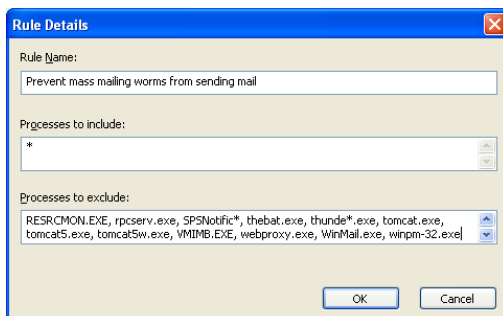 Rule Details
Rule Name:
Prevent mass mailing worms from sending mail
Processes to include:
*
Processes to exclude:
RESRCMON.EXE, rpcserv.exe, SPSNotific*, thebat.exe, thunde*.exe, tomcat.exe,
tomcat5.exe, tomcat5w.exe, VMIMB.EXE, webproxy.exe, WinMail.exe, winpm-32.exe
OK Cancel